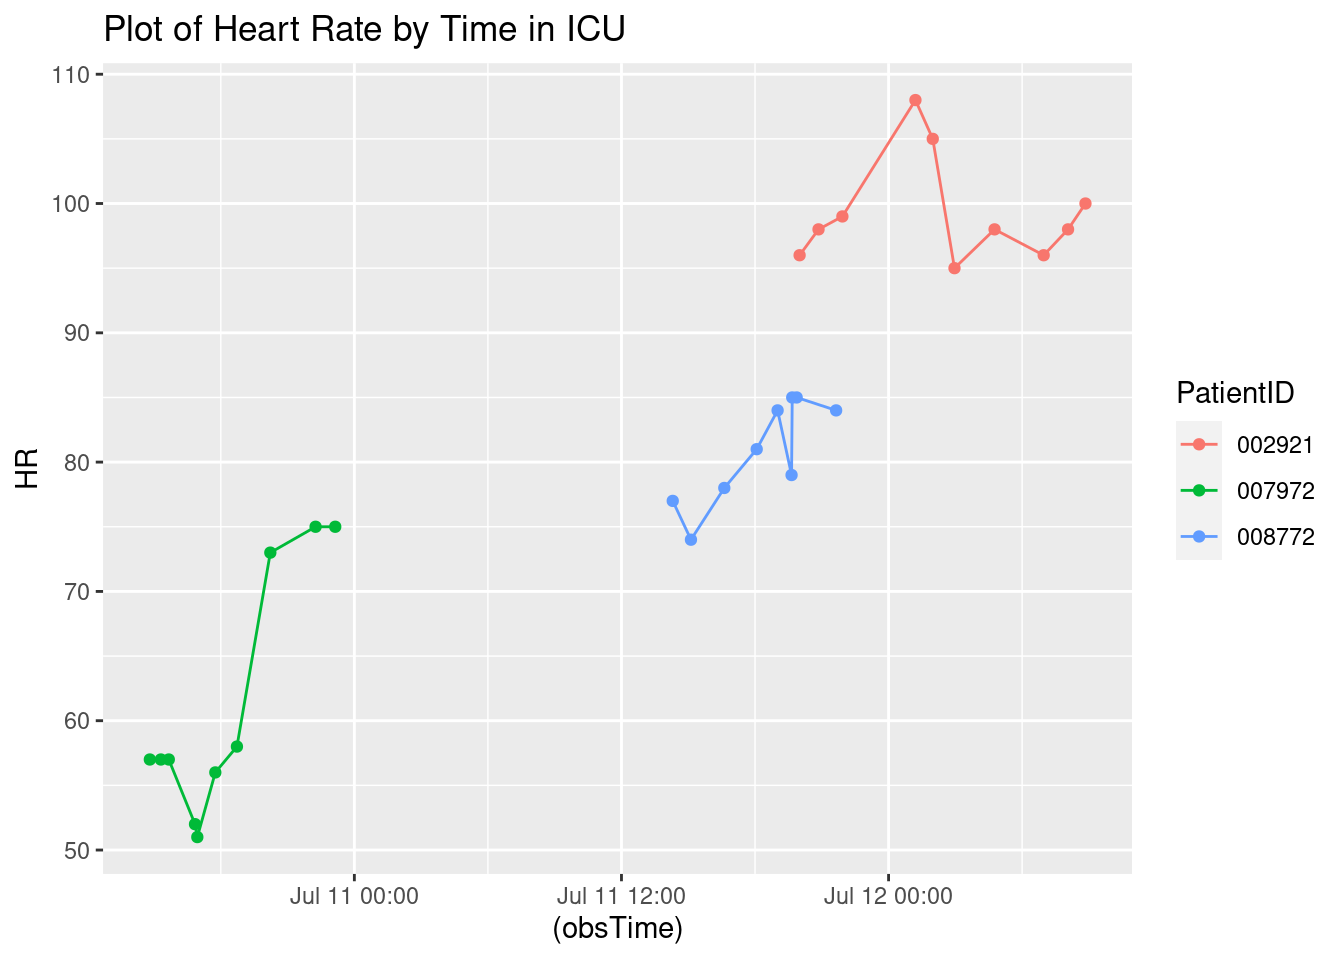 Plot of Heart Rate by Time in ICU
110
100
90
80
70
60
50
HR
Jul 11 00:00 Jul 11 12:00 Jul 12 00:00
(obsTime)
PatientID
002921
007972
008772